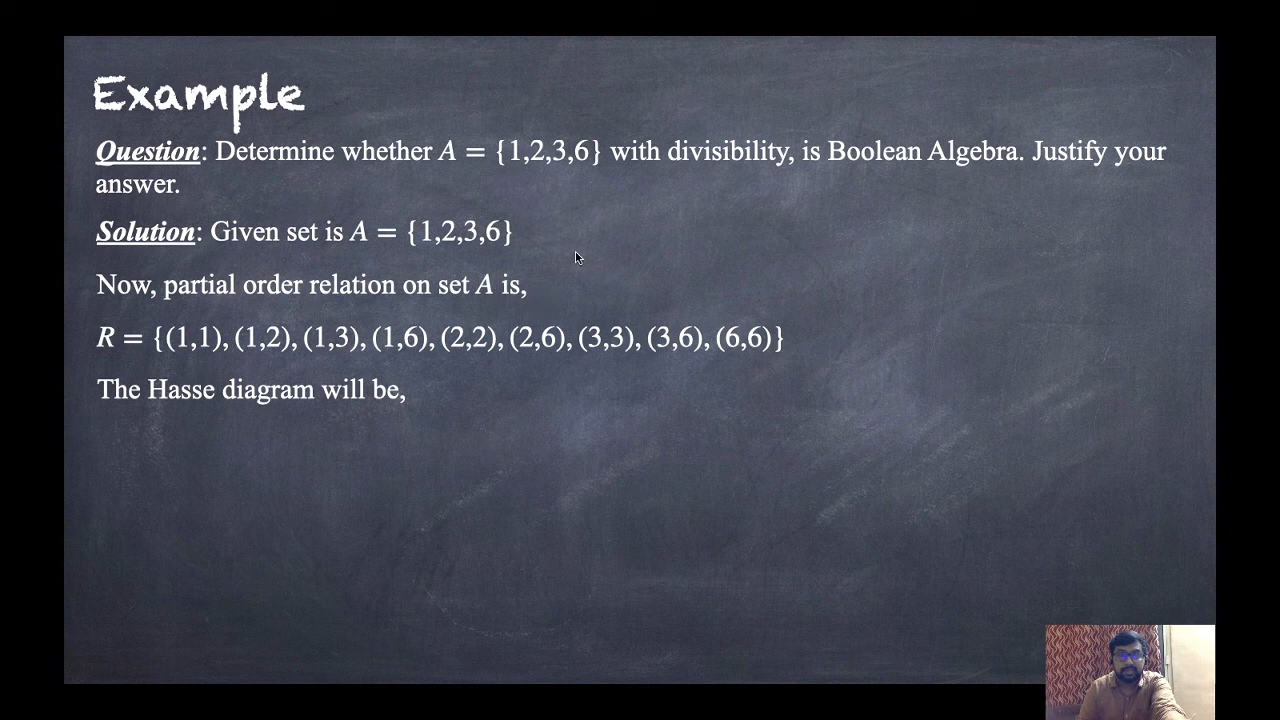 Example
Question: Determine whether A = {1,2,3,6} with divisibility, is Boolean Algebra. Justify your
answer.
Solution: Given set is A = {1,2,3,6}
Now, partial order relation on set A is,
R = {(1,1), (1,2), (1,3), (1,6), (2,2), (2,6), (3,3), (3,6), (6,6)}
The Hasse diagram will be,